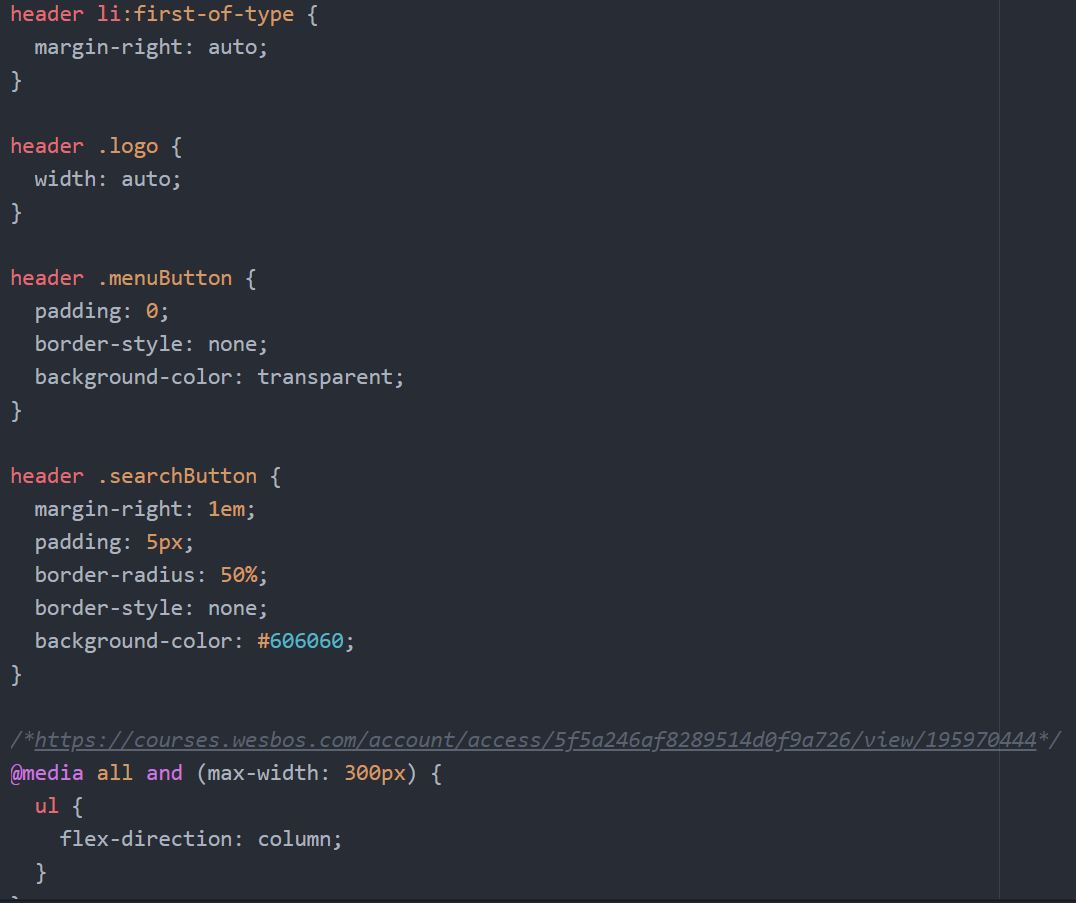 header li:first-of-type {
  margin-right: auto;
}

header .logo {
  width: auto;
}

header .menuButton {
  padding: 0;
  border-style: none;
  background-color: transparent;
}

header .searchButton {
  margin-right: 1em;
  padding: 5px;
  border-radius: 50%;
  border-style: none;
  background-color: #606060;
}

/*https://courses.wesbos.com/account/access/5f5a246af8289514d0f9a726/view/195970444*/
@media all and (max-width: 300px) {
  ul {
    flex-direction: column;
  }